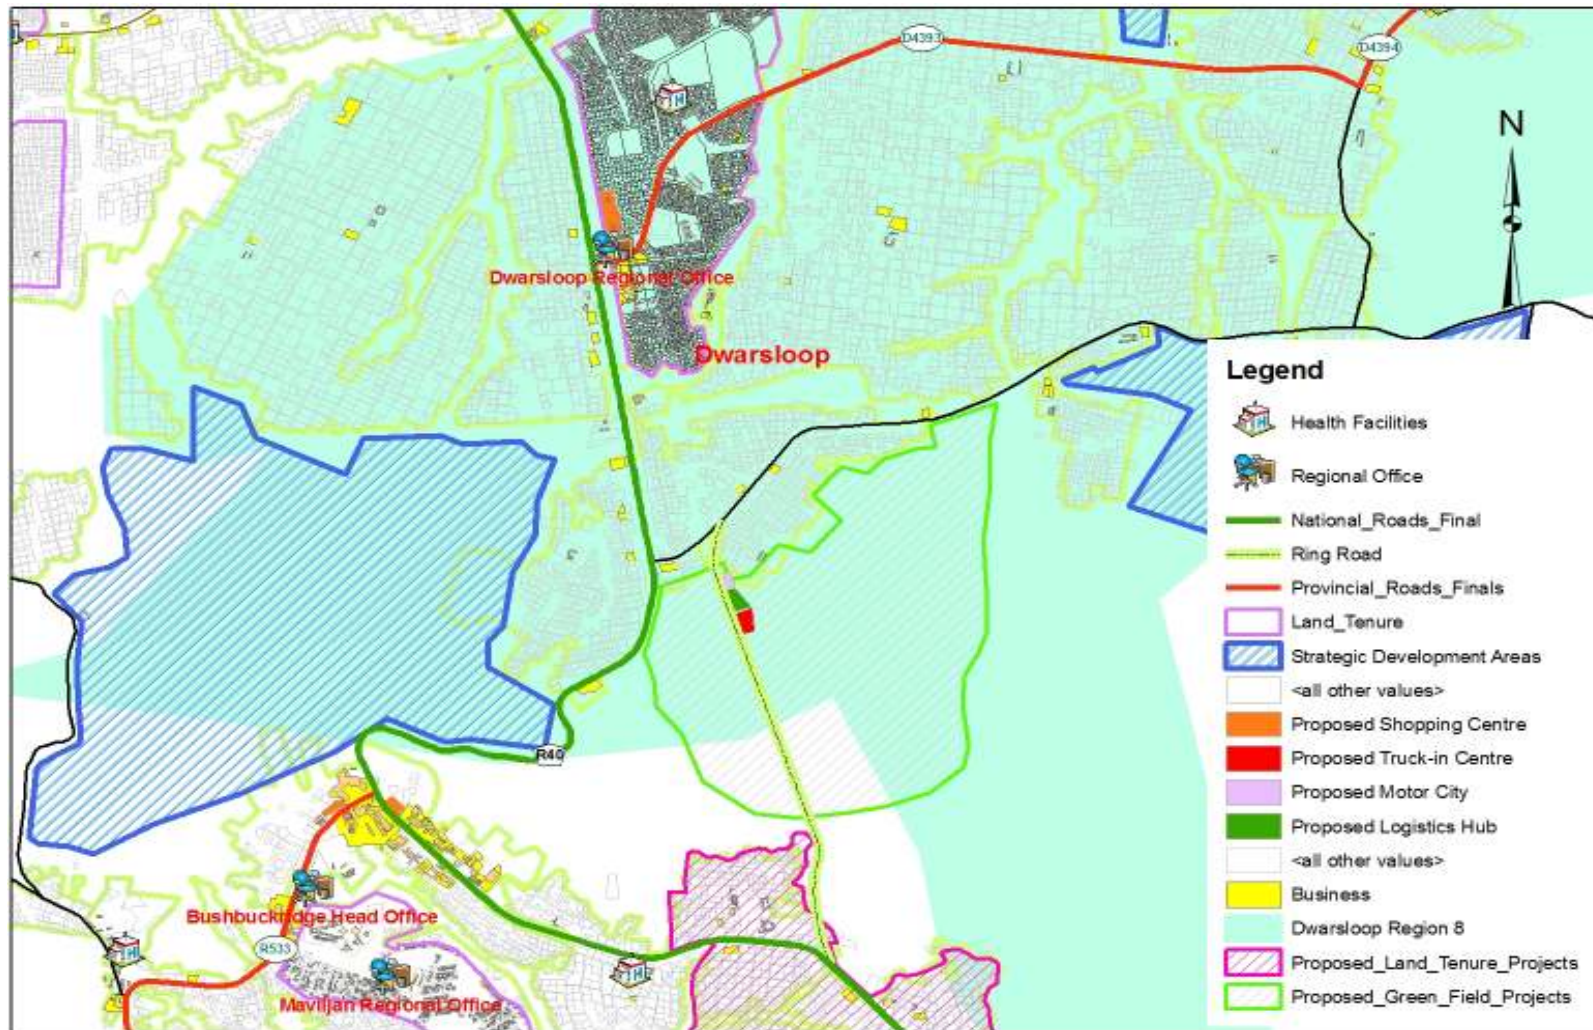 D4393
D4394
N
Dwarsloop Regional Office
Dwarsloop
R40
Bushbuckridge Head Office
R533
Maviljan Regional Office
Legend
Health Facilities
Regional Office
National_Roads_Final
Ring Road
Provincial_Roads_Finals
Land_Tenure
Strategic Development Areas
<all other values>
Proposed Shopping Centre
Proposed Truck-in Centre
Proposed Motor City
Proposed Logistics Hub
<all other values>
Business
Dwarsloop Region 8
Proposed_Land_Tenure_Projects
Proposed_Green_Field_Projects